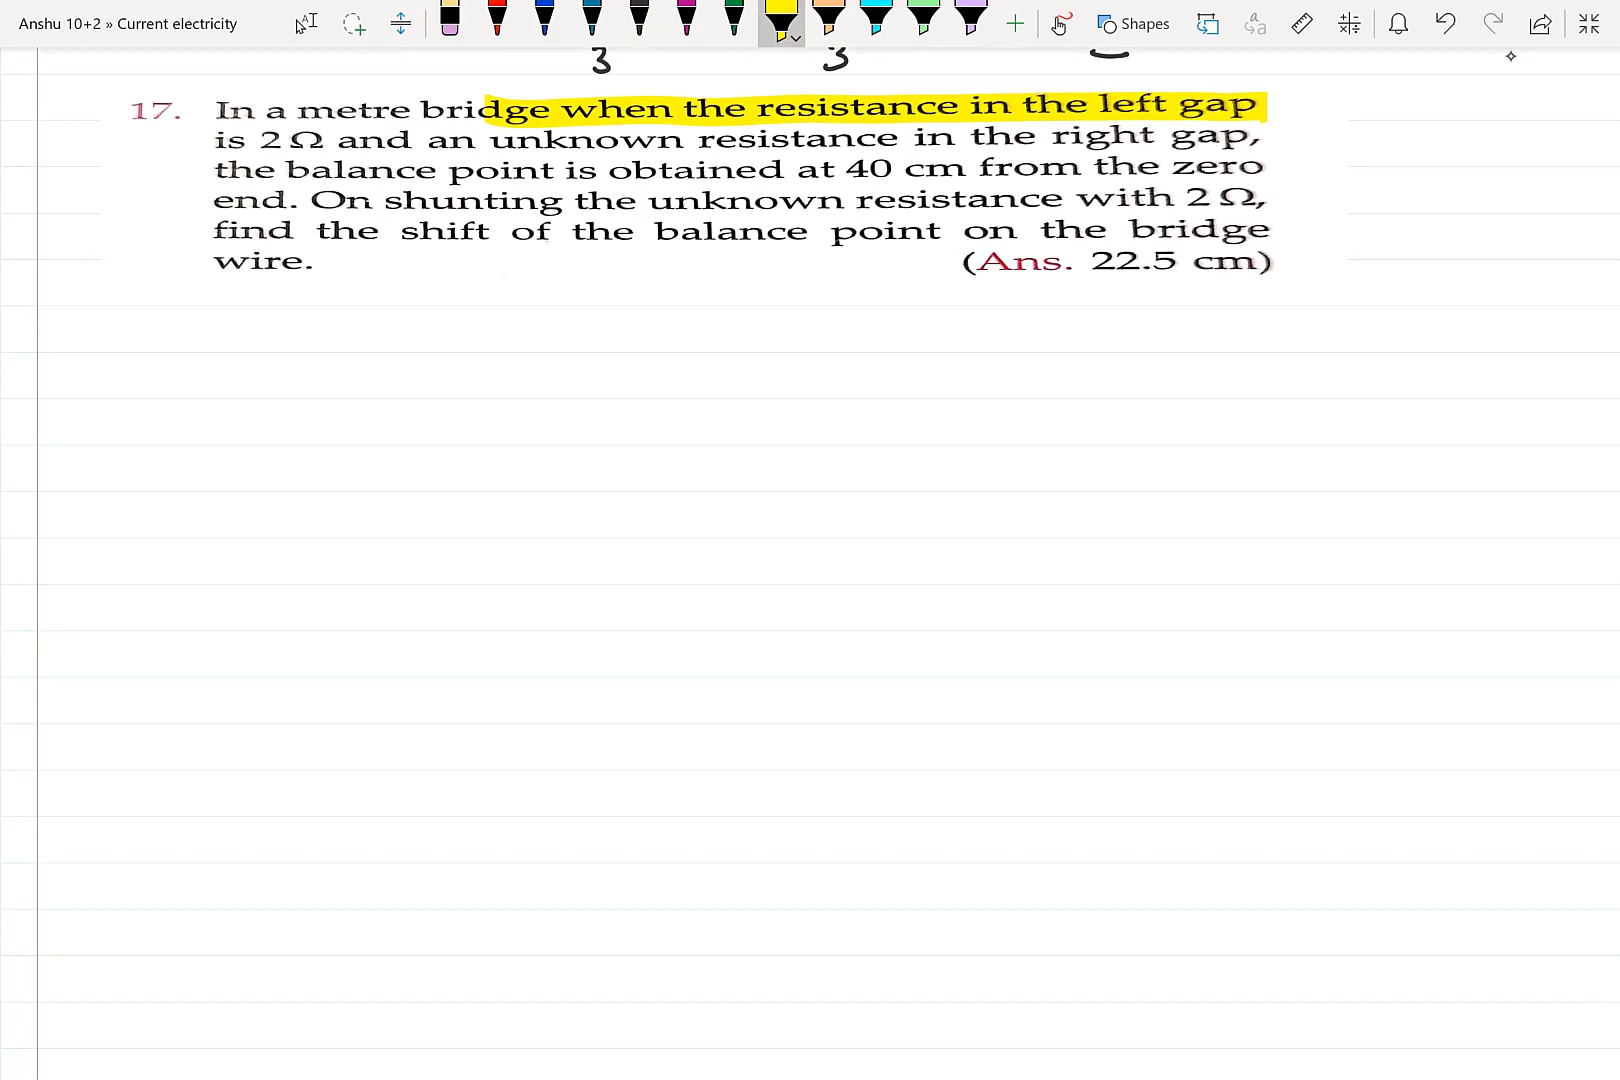 Anshu 10+2 » Current electricity
Shapes
3 3
17. In a metre bridge when the resistance in the left gap
is 2 Ω and an unknown resistance in the right gap,
the balance point is obtained at 40 cm from the zero
end. On shunting the unknown resistance with 2 Ω,
find the shift of the balance point on the bridge
wire. (Ans. 22.5 cm)